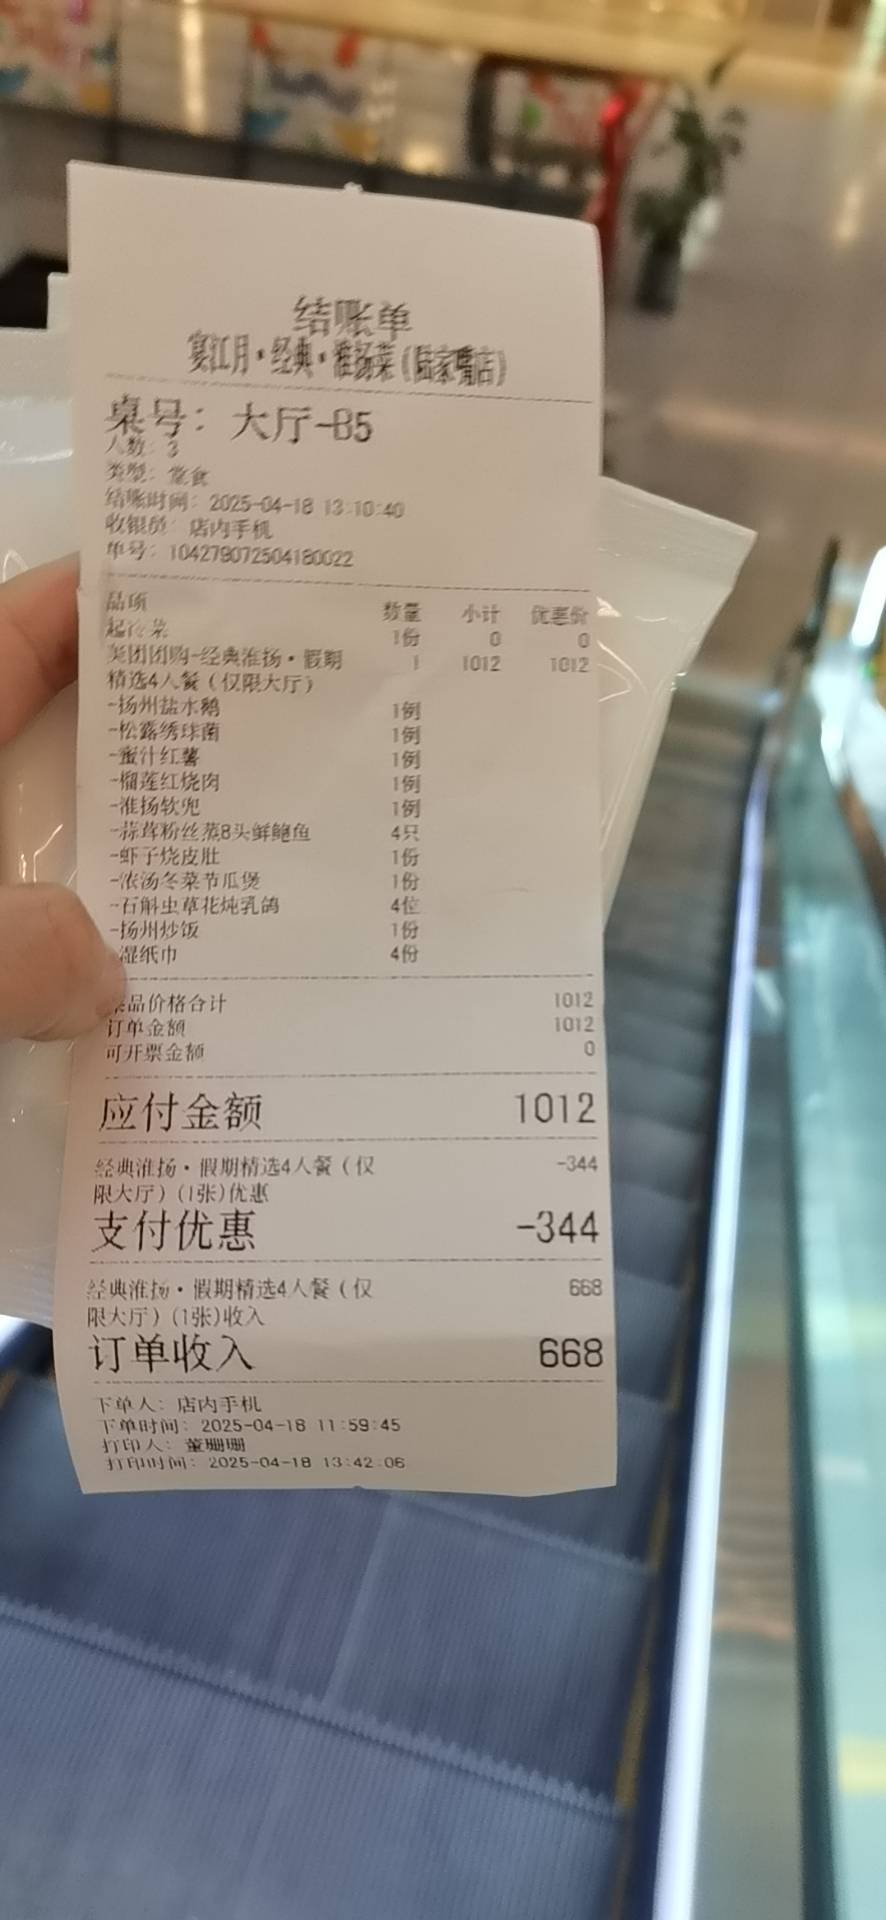 结账单
宴江月·经典·淮扬菜(陆家嘴店)
桌号：大厅-B5
人数：3
类型：堂食
结账时间：2025-04-18 13:10:40
收银员：店内手机
单号：104279072504180022
品项 数量 小计 优惠价
起冷菜 1份 0 0
美团团购-经典淮扬·假期 1 1012 1012
精选4人餐（仅限大厅）
-扬州盐水鹅 1例
-松露绣球菌 1例
-蜜汁红薯 1例
-榴莲红烧肉 1例
-淮扬软兜 1例
-蒜茸粉丝蒸8头鲜鲍鱼 4只
-虾子烧皮肚 1份
-浓汤冬菜节瓜煲 1份
-石斛虫草花炖乳鸽 4位
-扬州炒饭 1份
湿纸巾 4份
品价格合计 1012
订单金额 1012
可开票金额 0
应付金额 1012
经典淮扬·假期精选4人餐（仅 -344
限大厅）(1张)优惠
支付优惠 -344
经典淮扬·假期精选4人餐（仅 668
限大厅）(1张)收入
订单收入 668
下单人：店内手机
下单时间：2025-04-18 11:59:45
打印人：董珊珊
打印时间：2025-04-18 13:42:06